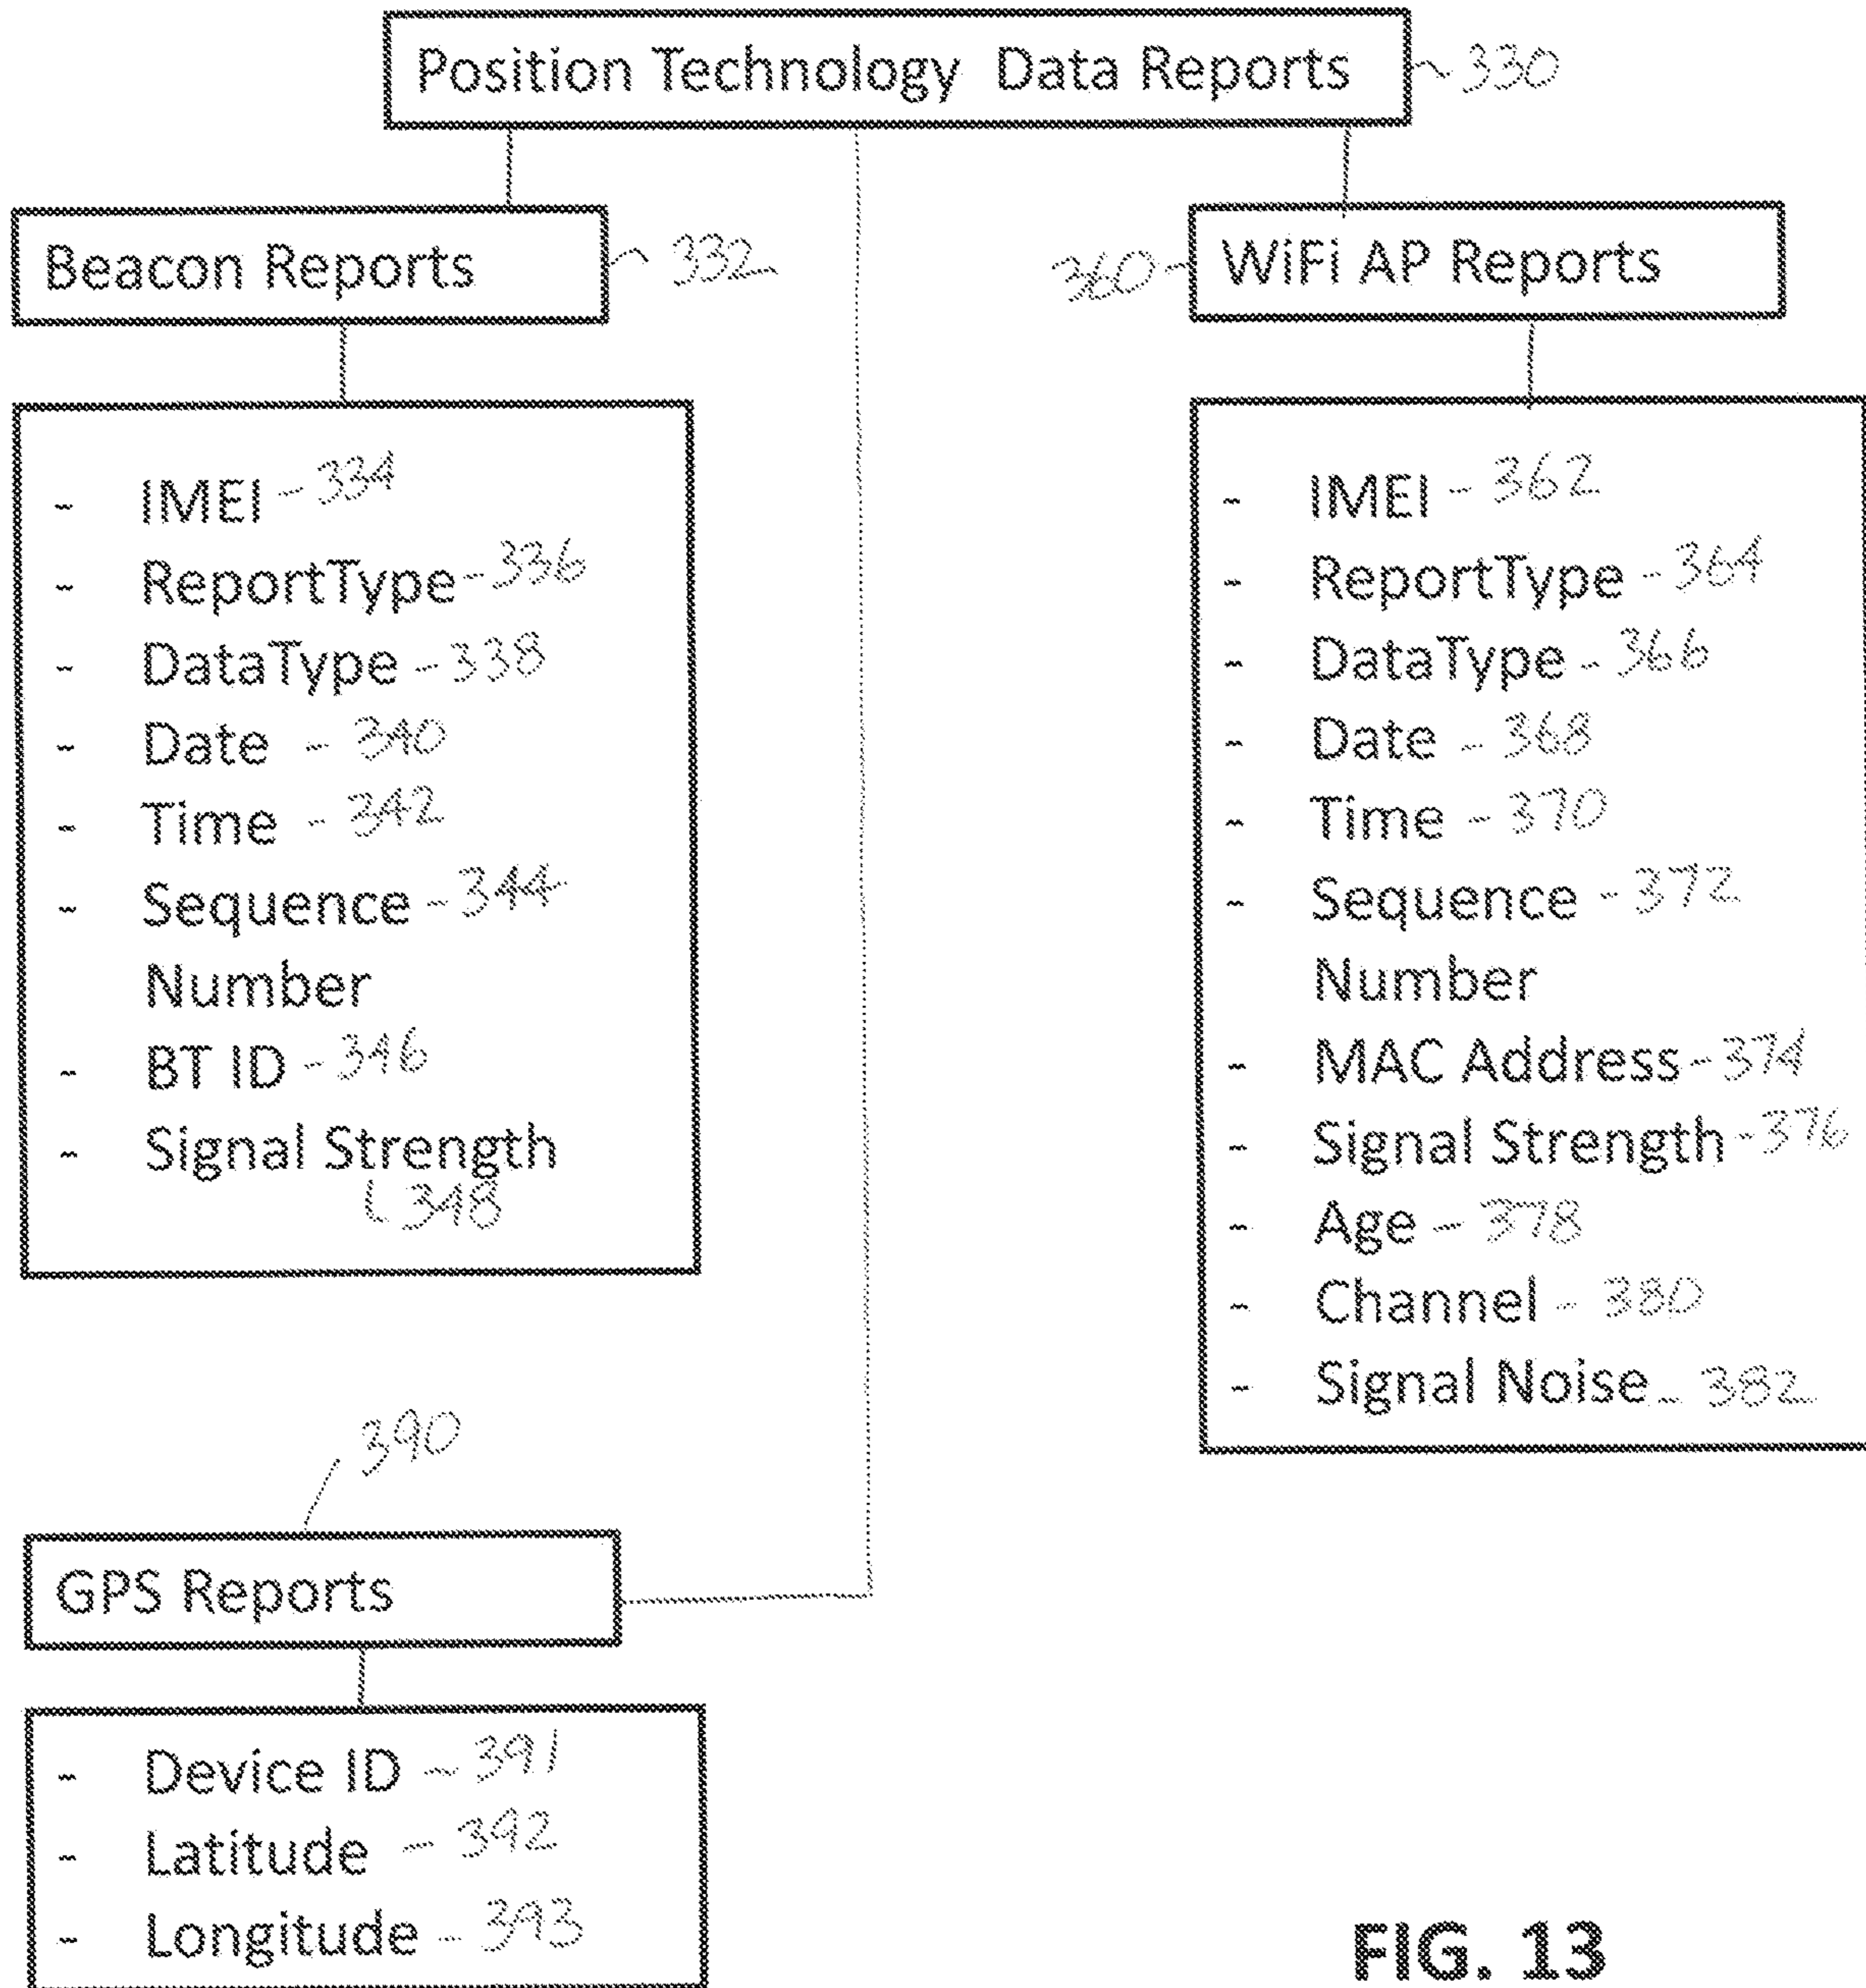 Position Technology Data Reports ~ 330
Beacon Reports ~ 332
360 - WiFi AP Reports
- IMEI - 334
- ReportType - 336
- DataType - 338
- Date - 340
- Time - 342
- Sequence - 344
Number
- BT ID - 346
- Signal Strength
348
- IMEI - 362
- ReportType - 364
- DataType - 366
- Date - 368
- Time - 370
- Sequence - 372
Number
- MAC Address - 374
- Signal Strength - 376
- Age - 378
- Channel - 380
- Signal Noise - 382
390
GPS Reports
- Device ID - 391
- Latitude - 392
- Longitude - 393
FIG. 13